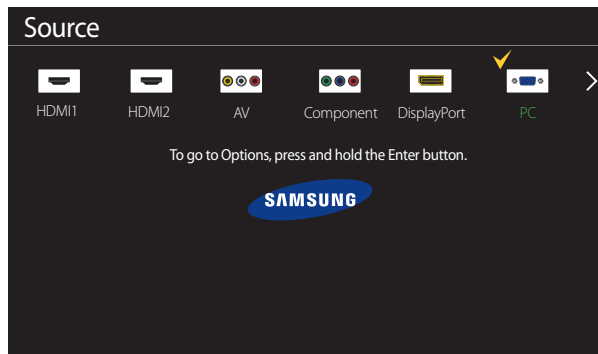 Source
HDMI1 HDMI2 AV Component DisplayPort PC
To go to Options, press and hold the Enter button.
SAMSUNG